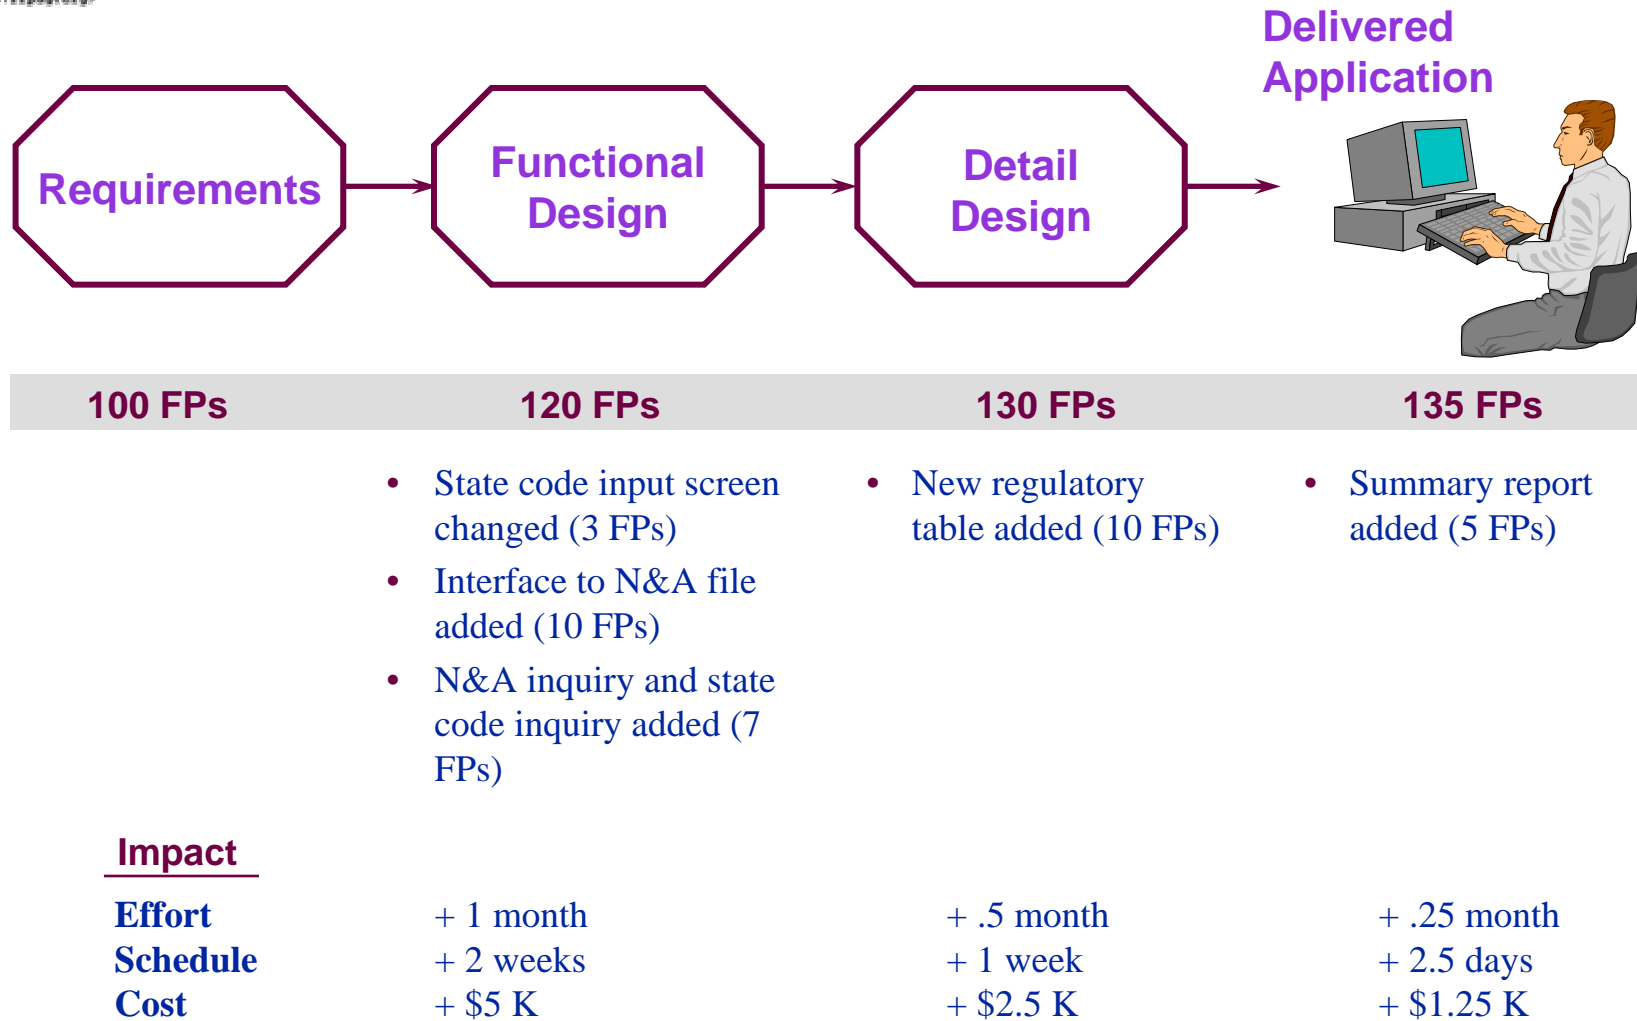 Delivered
Application
Requirements
Functional
Design
Detail
Design
100 FPs
120 FPs
130 FPs
135 FPs
• State code input screen
changed (3 FPs)
• Interface to N&A file
added (10 FPs)
• N&A inquiry and state
code inquiry added (7
FPs)
• New regulatory
table added (10 FPs)
• Summary report
added (5 FPs)
Impact
Effort + 1 month + .5 month + .25 month
Schedule + 2 weeks + 1 week + 2.5 days
Cost + $5 K + $2.5 K + $1.25 K